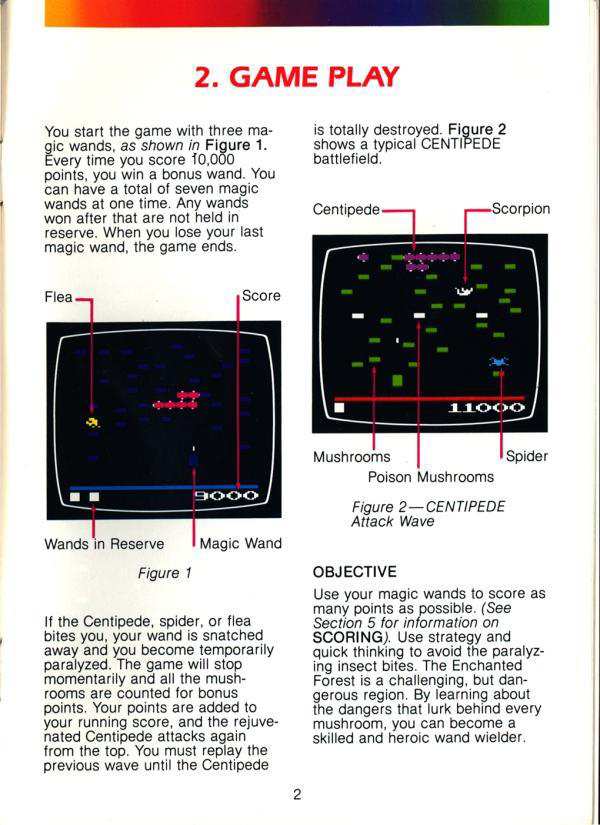 2. GAME PLAY
You start the game with three ma-
gic wands, as shown in Figure 1.
Every time you score 10,000
points, you win a bonus wand. You
can have a total of seven magic
wands at one time. Any wands
won after that are not held in
reserve. When you lose your last
magic wand, the game ends.
Flea
Score
9000
Wands in Reserve
Magic Wand
Figure 1
If the Centipede, spider, or flea
bites you, your wand is snatched
away and you become temporarily
paralyzed. The game will stop
momentarily and all the mush-
rooms are counted for bonus
points. Your points are added to
your running score, and the rejuve-
nated Centipede attacks again
from the top. You must replay the
previous wave until the Centipede
is totally destroyed. Figure 2
shows a typical CENTIPEDE
battlefield.
Centipede
Scorpion
11000
Mushrooms
Spider
Poison Mushrooms
Figure 2—CENTIPEDE
Attack Wave
OBJECTIVE
Use your magic wands to score as
many points as possible. (See
Section 5 for information on
SCORING). Use strategy and
quick thinking to avoid the paralyz-
ing insect bites. The Enchanted
Forest is a challenging, but dan-
gerous region. By learning about
the dangers that lurk behind every
mushroom, you can become a
skilled and heroic wand wielder.
2